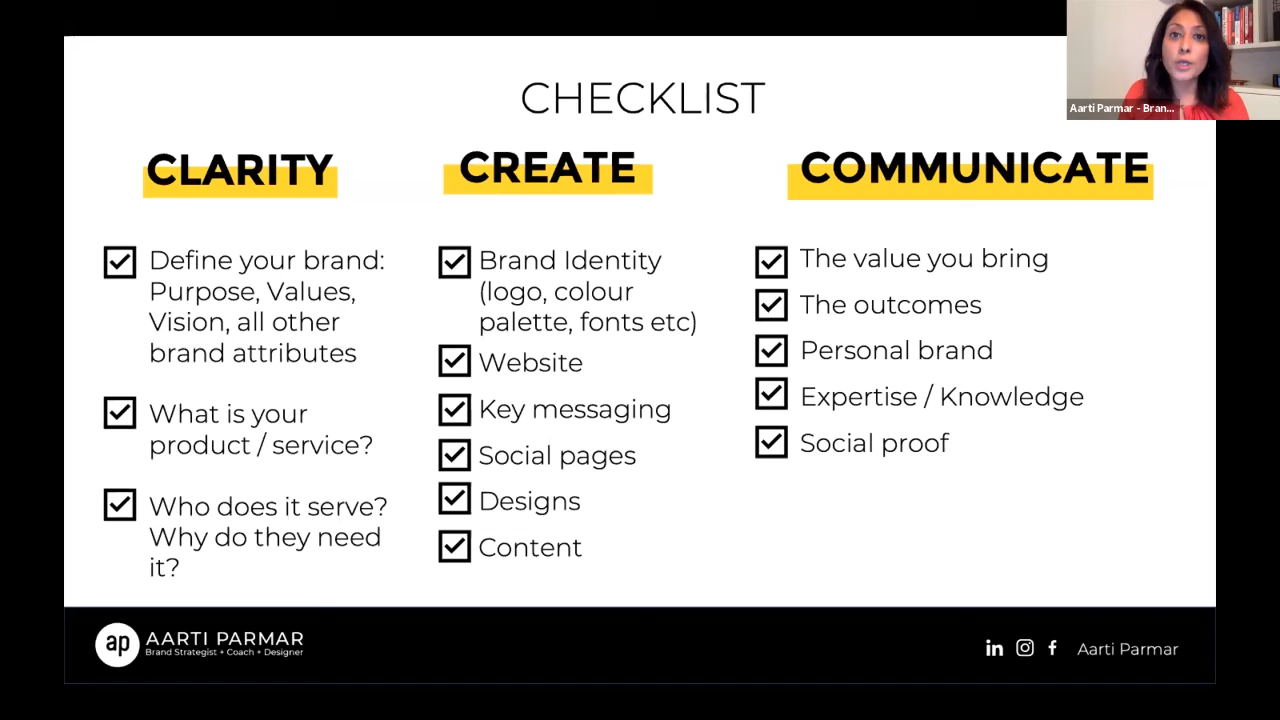 CHECKLIST
Aarti Parmar - Bran...
CLARITY
Define your brand:
Purpose, Values,
Vision, all other
brand attributes
What is your
product / service?
Who does it serve?
Why do they need
it?
CREATE
Brand Identity
(logo, colour
palette, fonts etc)
Website
Key messaging
Social pages
Designs
Content
COMMUNICATE
The value you bring
The outcomes
Personal brand
Expertise / Knowledge
Social proof
ap
AARTI PARMAR
Brand Strategist + Coach + Designer
in
f
Aarti Parmar